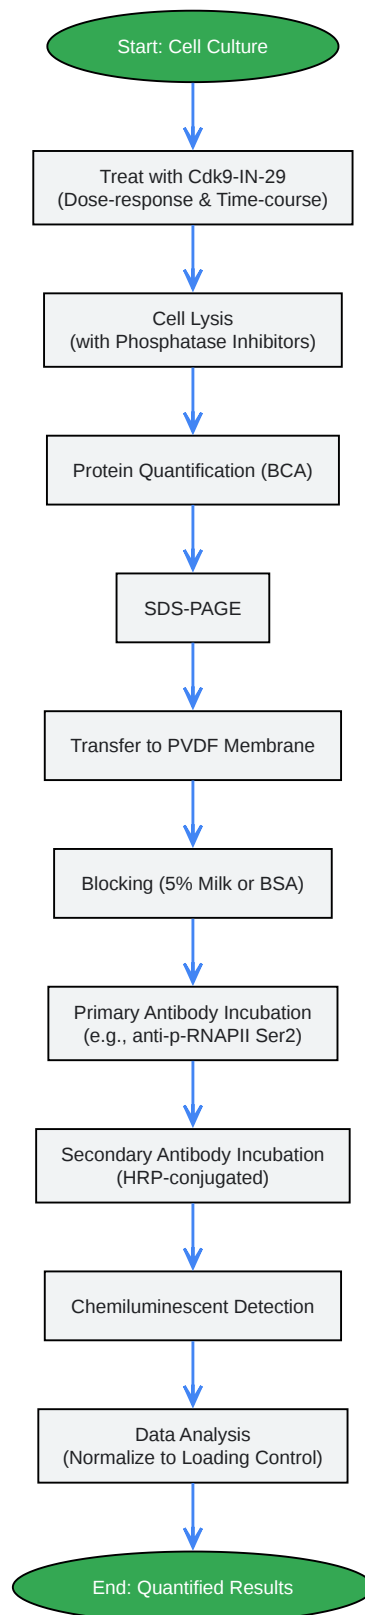 Start: Cell Culture
Treat with Cdk9-IN-29
(Dose-response & Time-course)
Cell Lysis
(with Phosphatase Inhibitors)
Protein Quantification (BCA)
SDS-PAGE
Transfer to PVDF Membrane
Blocking (5% Milk or BSA)
Primary Antibody Incubation
(e.g., anti-p-RNAPII Ser2)
Secondary Antibody Incubation
(HRP-conjugated)
Chemiluminescent Detection
Data Analysis
(Normalize to Loading Control)
End: Quantified Results